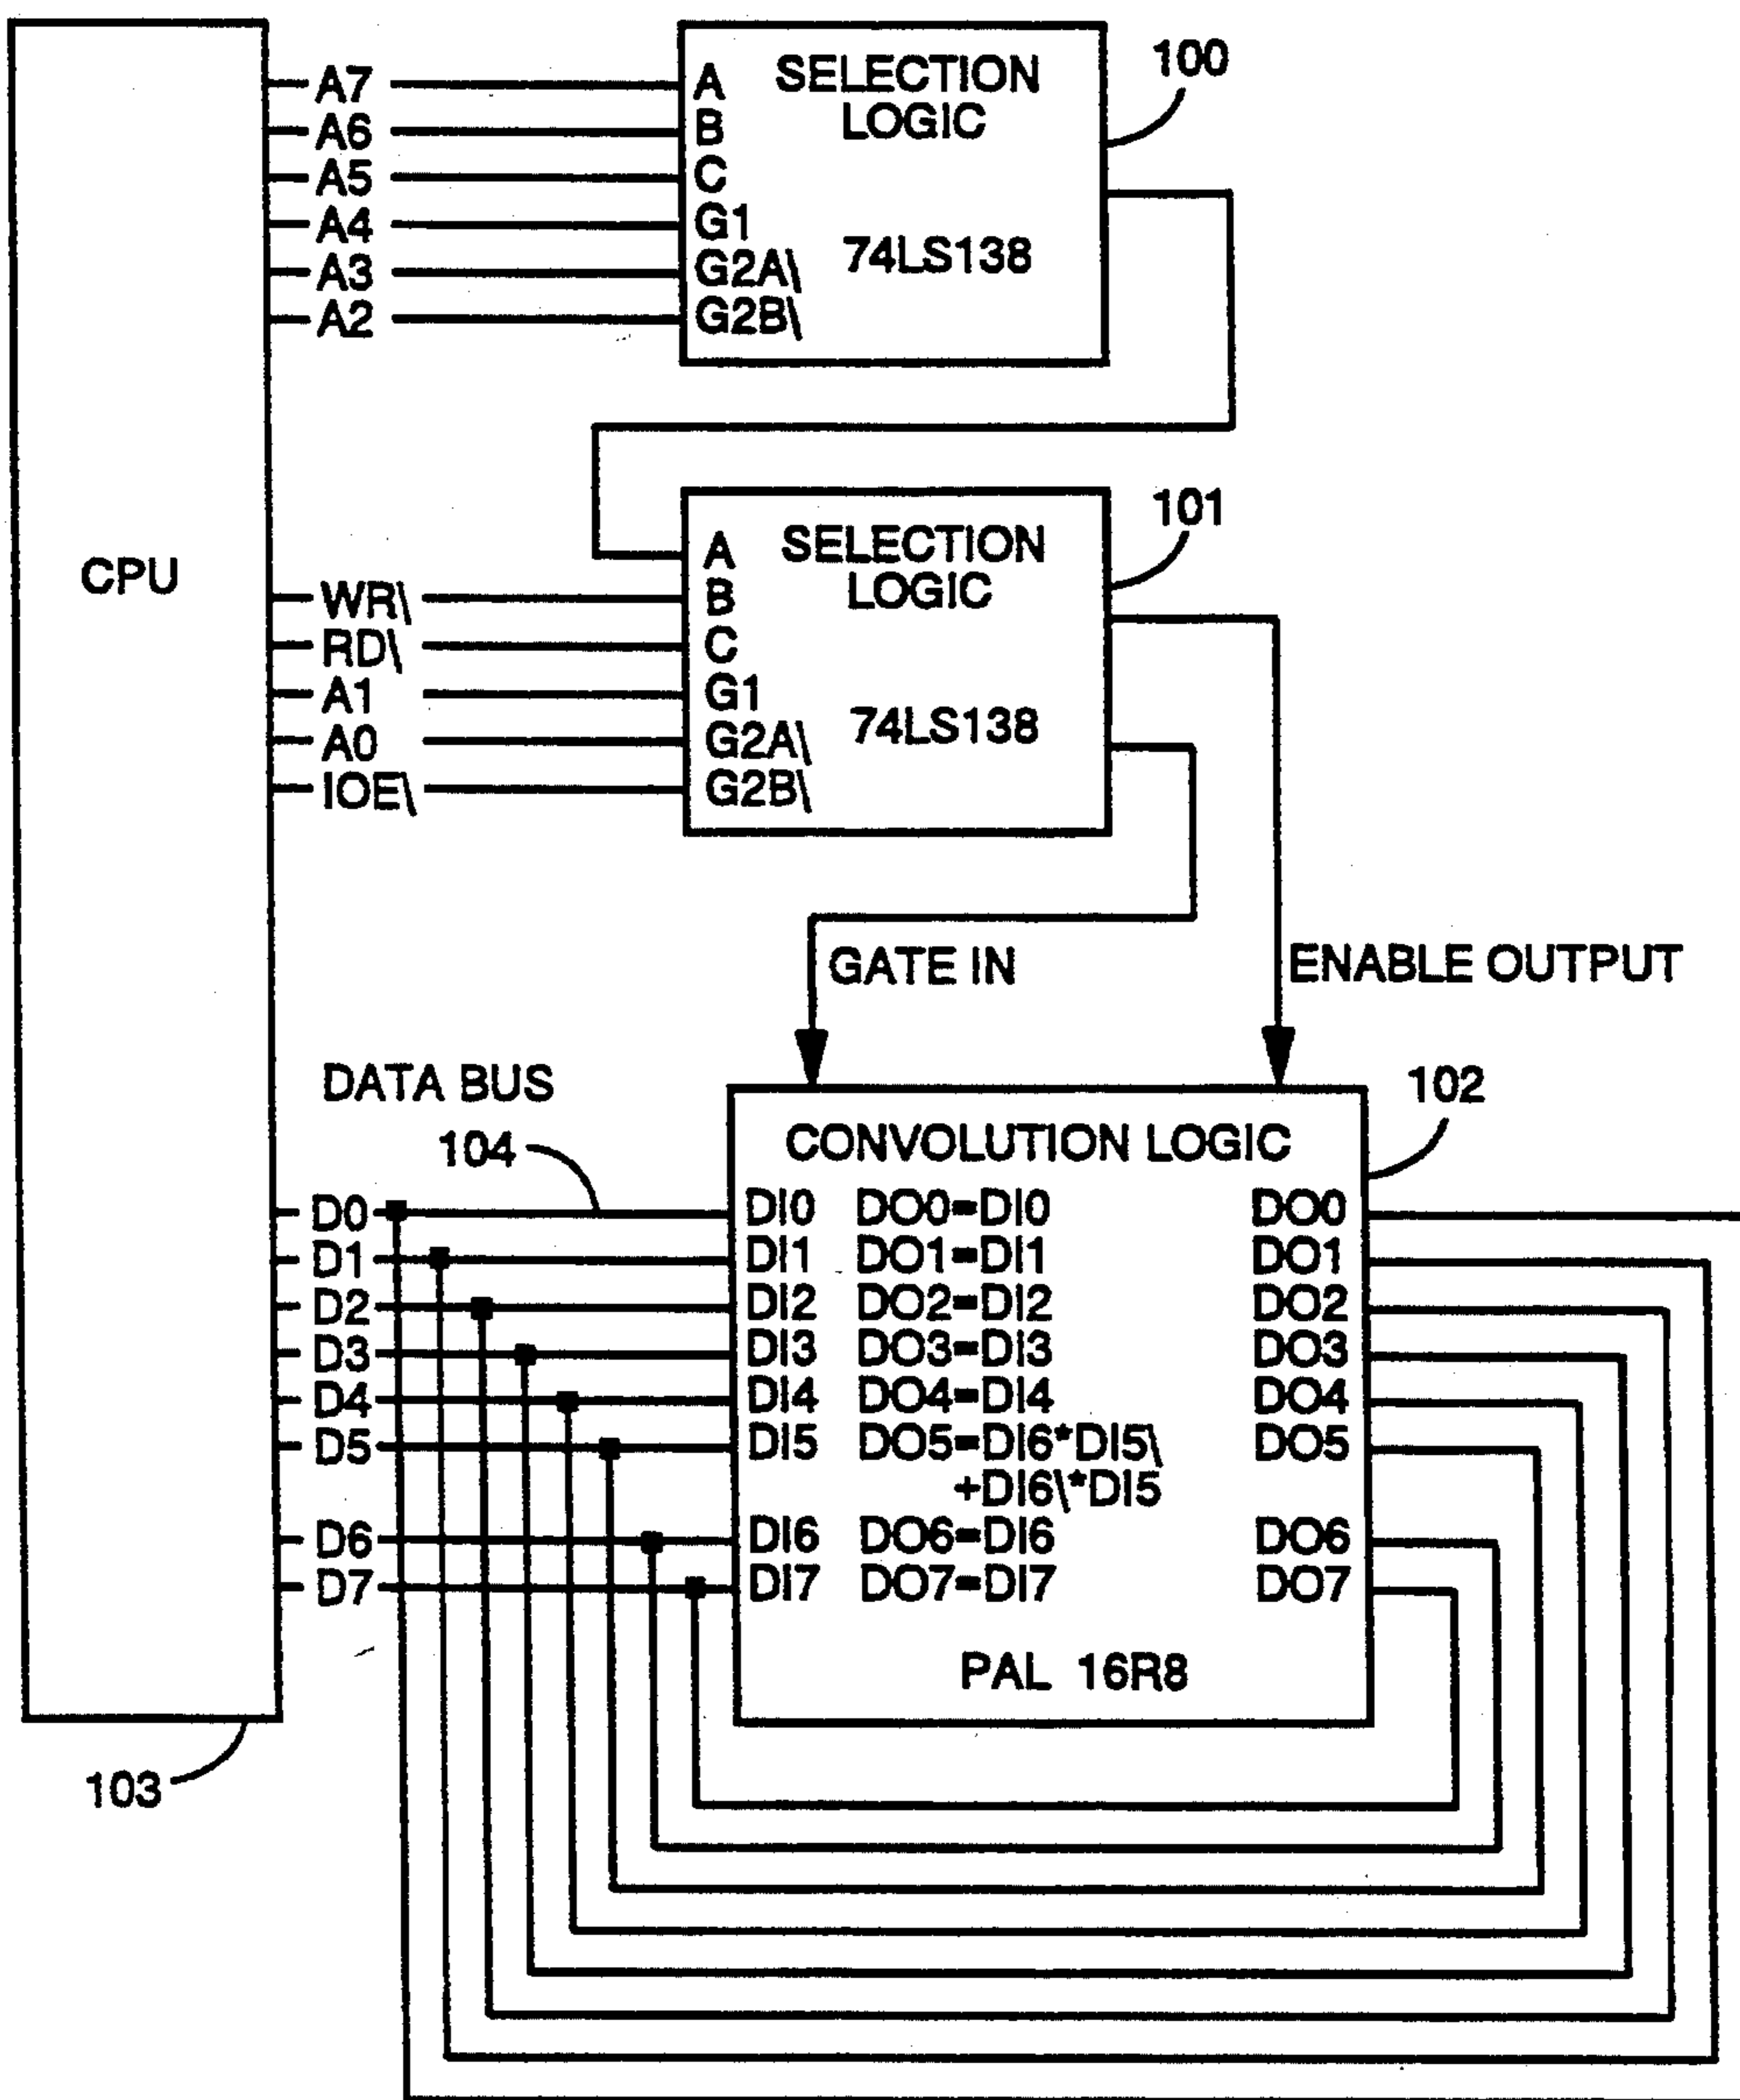 CPU
A7
A6
A5
A4
A3
A2
A
B
C
G1
G2A\
G2B\
SELECTION
LOGIC
74LS138
100
WR\
RD\
A1
A0
IOE\
A
B
C
G1
G2A\
G2B\
SELECTION
LOGIC
74LS138
101
GATE IN
ENABLE OUTPUT
DATA BUS
104
102
CONVOLUTION LOGIC
D0 DI0 DO0=DI0 DO0
D1 DI1 DO1=DI1 DO1
D2 DI2 DO2=DI2 DO2
D3 DI3 DO3=DI3 DO3
D4 DI4 DO4=DI4 DO4
D5 DI5 DO5=DI6*DI5\ DO5
+DI6\*DI5
D6 DI6 DO6=DI6 DO6
D7 DI7 DO7=DI7 DO7
PAL 16R8
103